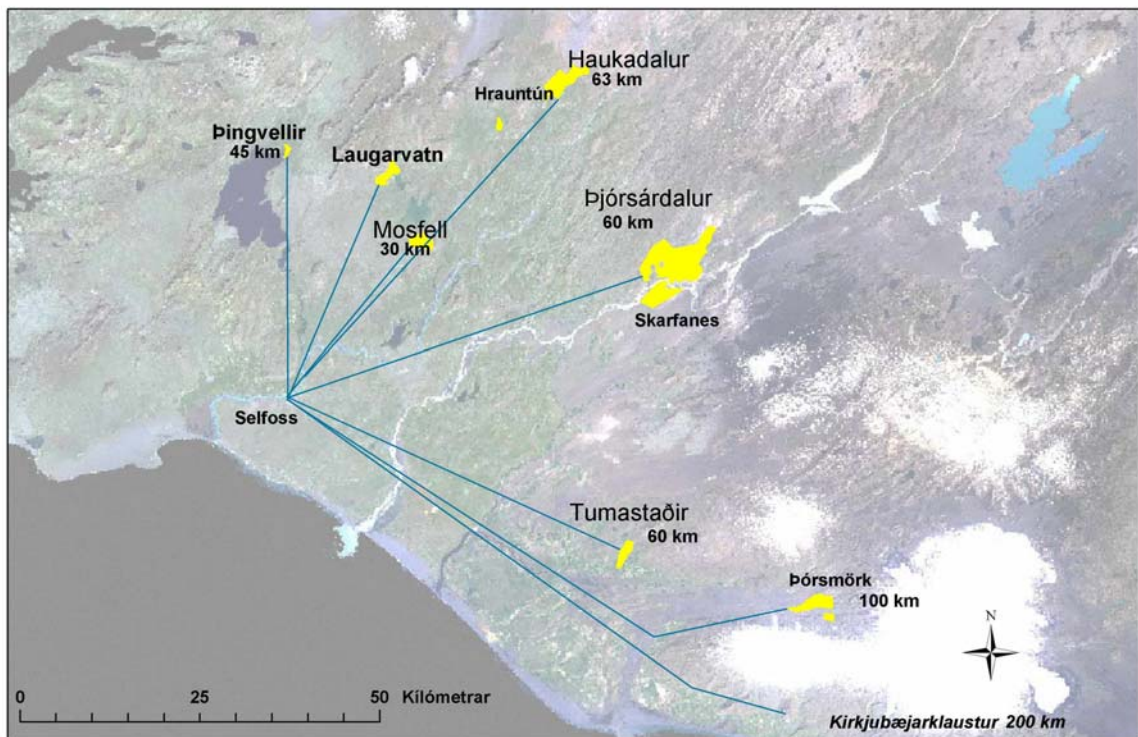 Haukadalur
63 km
Hrauntún
Þingvellir
45 km
Laugarvatn
Þjórsárdalur
60 km
Mosfell
30 km
Skarfanes
Selfoss
Tumastaðir
60 km
Þórsmörk
100 km
N
0 25 50 Kílómetrar
Kirkjubæjarklaustur 200 km